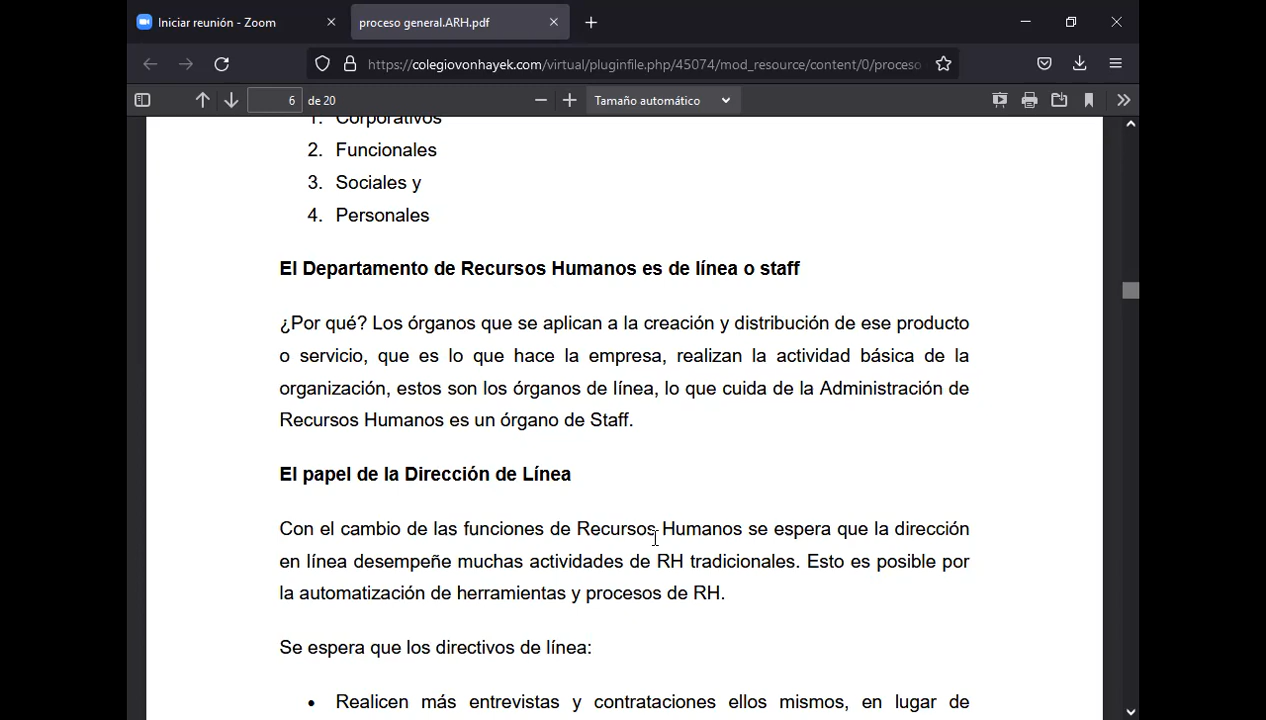 Iniciar reunión - Zoom
proceso general.ARH.pdf
https://colegiovonhayek.com/virtual/pluginfile.php/45074/mod_resource/content/0/proceso
6 de 20
Tamaño automático
1. Corporativos
2. Funcionales
3. Sociales y
4. Personales
El Departamento de Recursos Humanos es de línea o staff
¿Por qué? Los órganos que se aplican a la creación y distribución de ese producto
o servicio, que es lo que hace la empresa, realizan la actividad básica de la
organización, estos son los órganos de línea, lo que cuida de la Administración de
Recursos Humanos es un órgano de Staff.
El papel de la Dirección de Línea
Con el cambio de las funciones de Recursos Humanos se espera que la dirección
en línea desempeñe muchas actividades de RH tradicionales. Esto es posible por
la automatización de herramientas y procesos de RH.
Se espera que los directivos de línea:
• Realicen más entrevistas y contrataciones ellos mismos, en lugar de